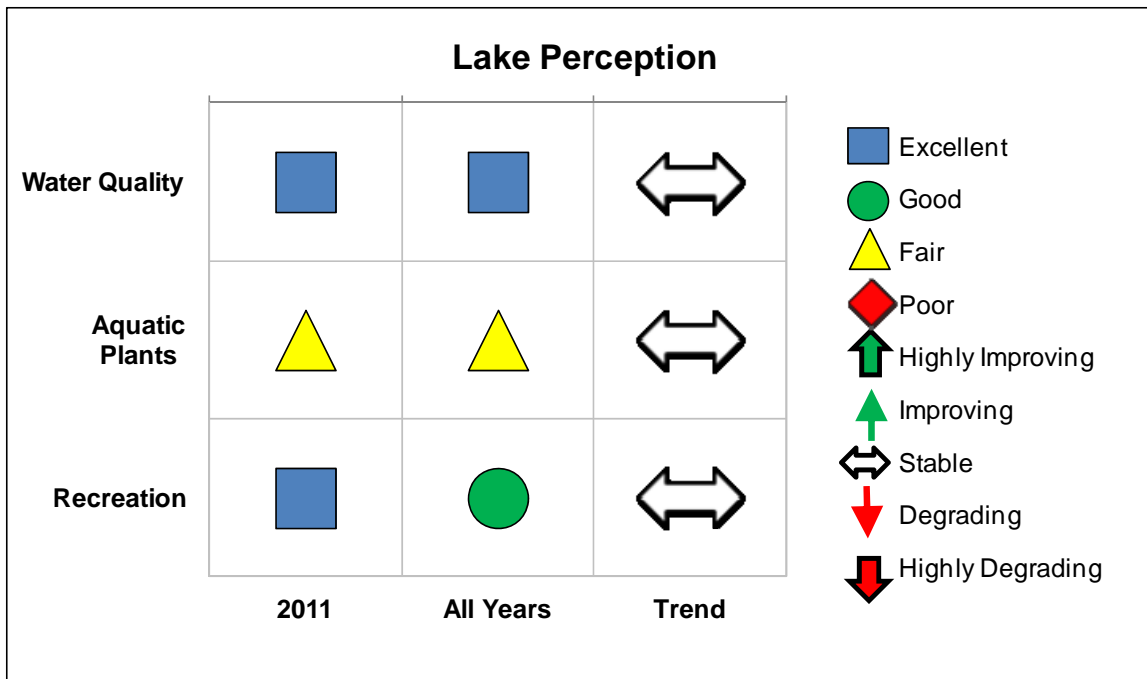 Lake Perception
Water Quality
Aquatic
Plants
Recreation
2011
All Years
Trend
Excellent
Good
Fair
Poor
Highly Improving
Improving
Stable
Degrading
Highly Degrading